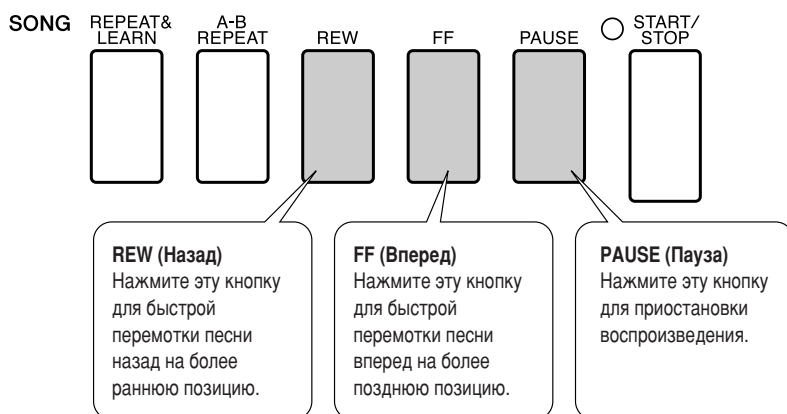 SONG
REPEAT&
LEARN
A-B
REPEAT
REW
FF
PAUSE
START/
STOP
REW (Назад)
Нажмите эту кнопку
для быстрой
перемотки песни
назад на более
раннюю позицию.
FF (Вперед)
Нажмите эту кнопку
для быстрой
перемотки песни
вперед на более
позднюю позицию.
PAUSE (Пауза)
Нажмите эту кнопку
для приостановки
воспроизведения.